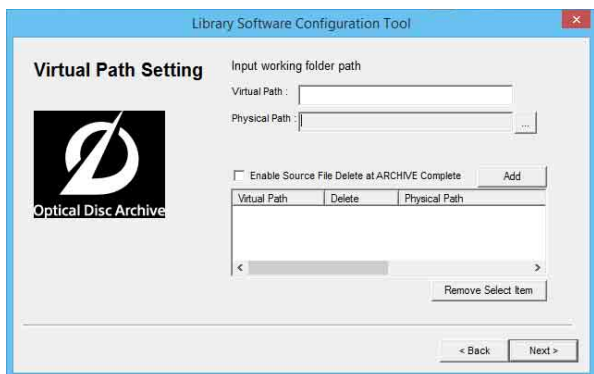 Library Software Configuration Tool
x
Virtual Path Setting
Input working folder path
Virtual Path :
Physical Path :
...
Optical Disc Archive
Enable Source File Delete at ARCHIVE Complete
Add
Virtual Path Delete Physical Path
< >
Remove Select Item
< Back Next >